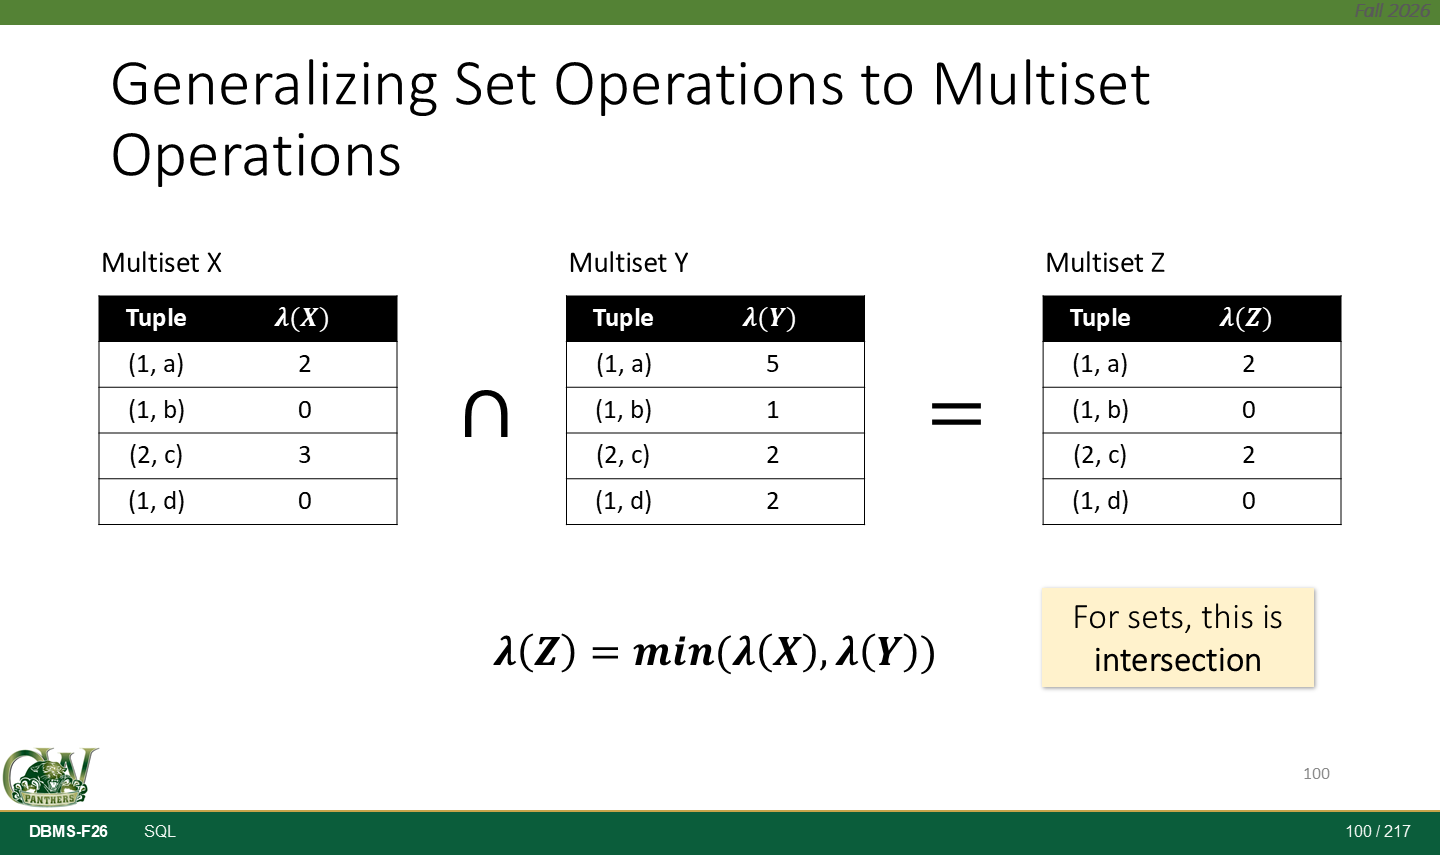 Fall 2026
Generalizing Set Operations to Multiset
Operations
Multiset X
Tuple λ(X)
(1, a) 2
(1, b) 0
(2, c) 3
(1, d) 0
∩
Multiset Y
Tuple λ(Y)
(1, a) 5
(1, b) 1
(2, c) 2
(1, d) 2
=
Multiset Z
Tuple λ(Z)
(1, a) 2
(1, b) 0
(2, c) 2
(1, d) 0
λ(Z) = min(λ(X), λ(Y))
For sets, this is
intersection
100
OW
PANTHERS
DBMS-F26 SQL 100 / 217